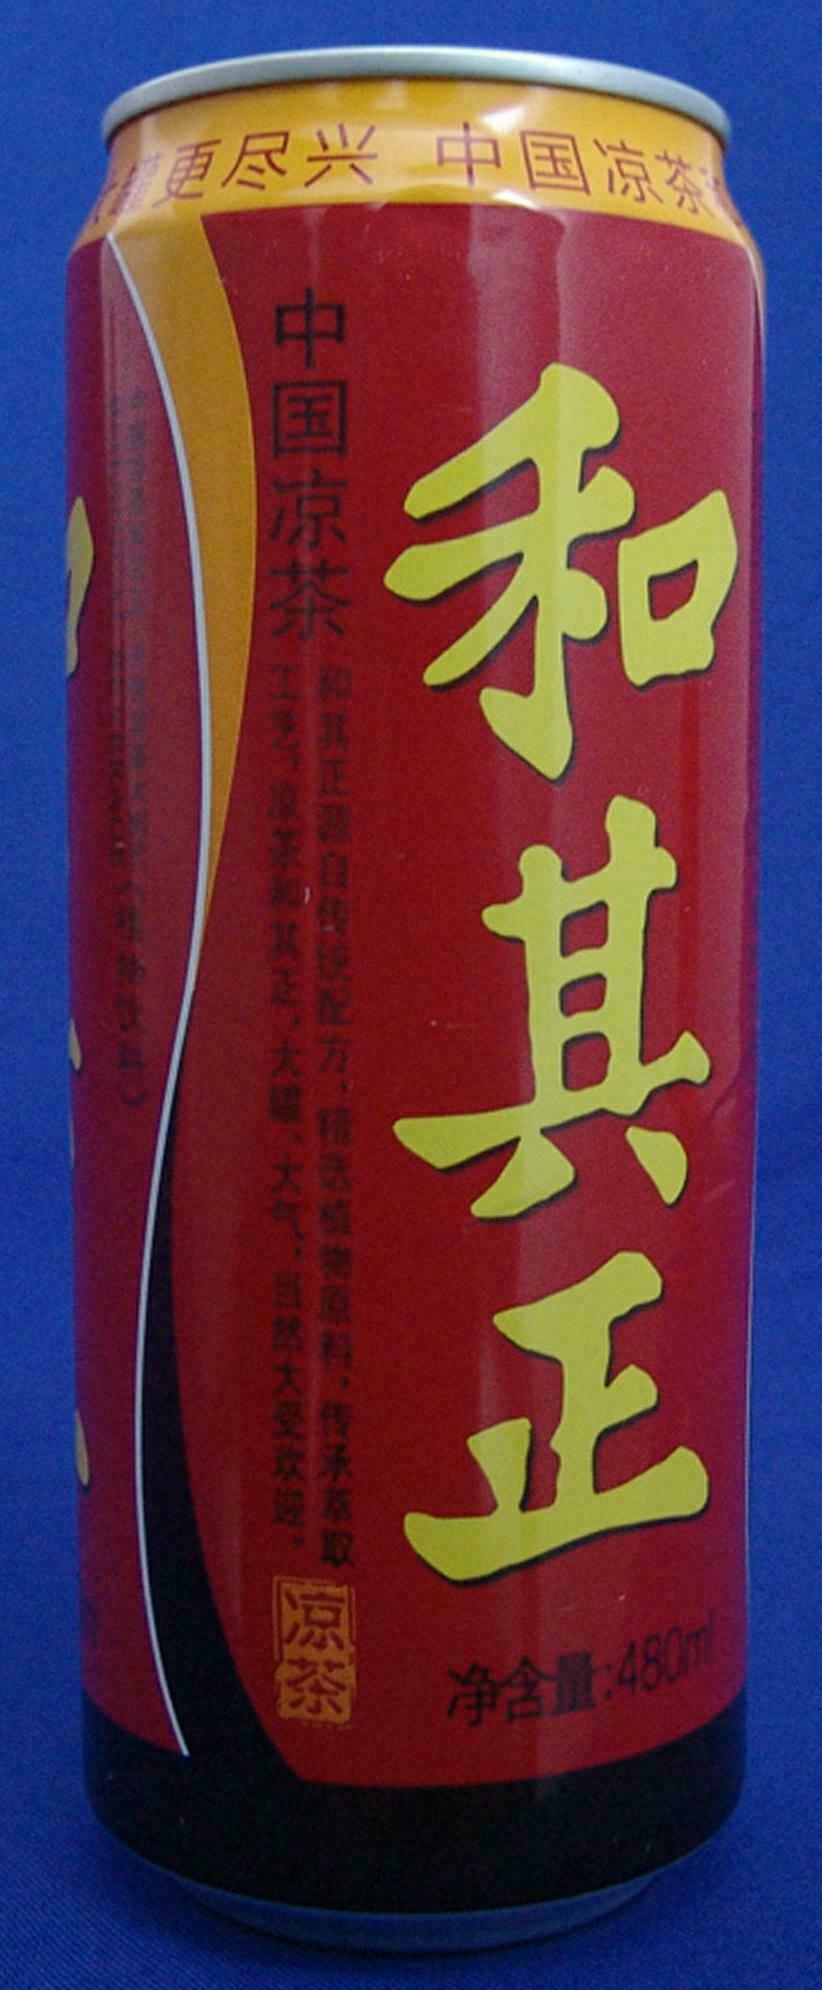 大罐更尽兴 中国凉茶
和其正
中国凉茶
和其正源自传统配方，精选植物原料，传承萃取
工艺，凉茶和其正，大罐，大气，当然大受欢迎。
凉茶
净含量:480ml